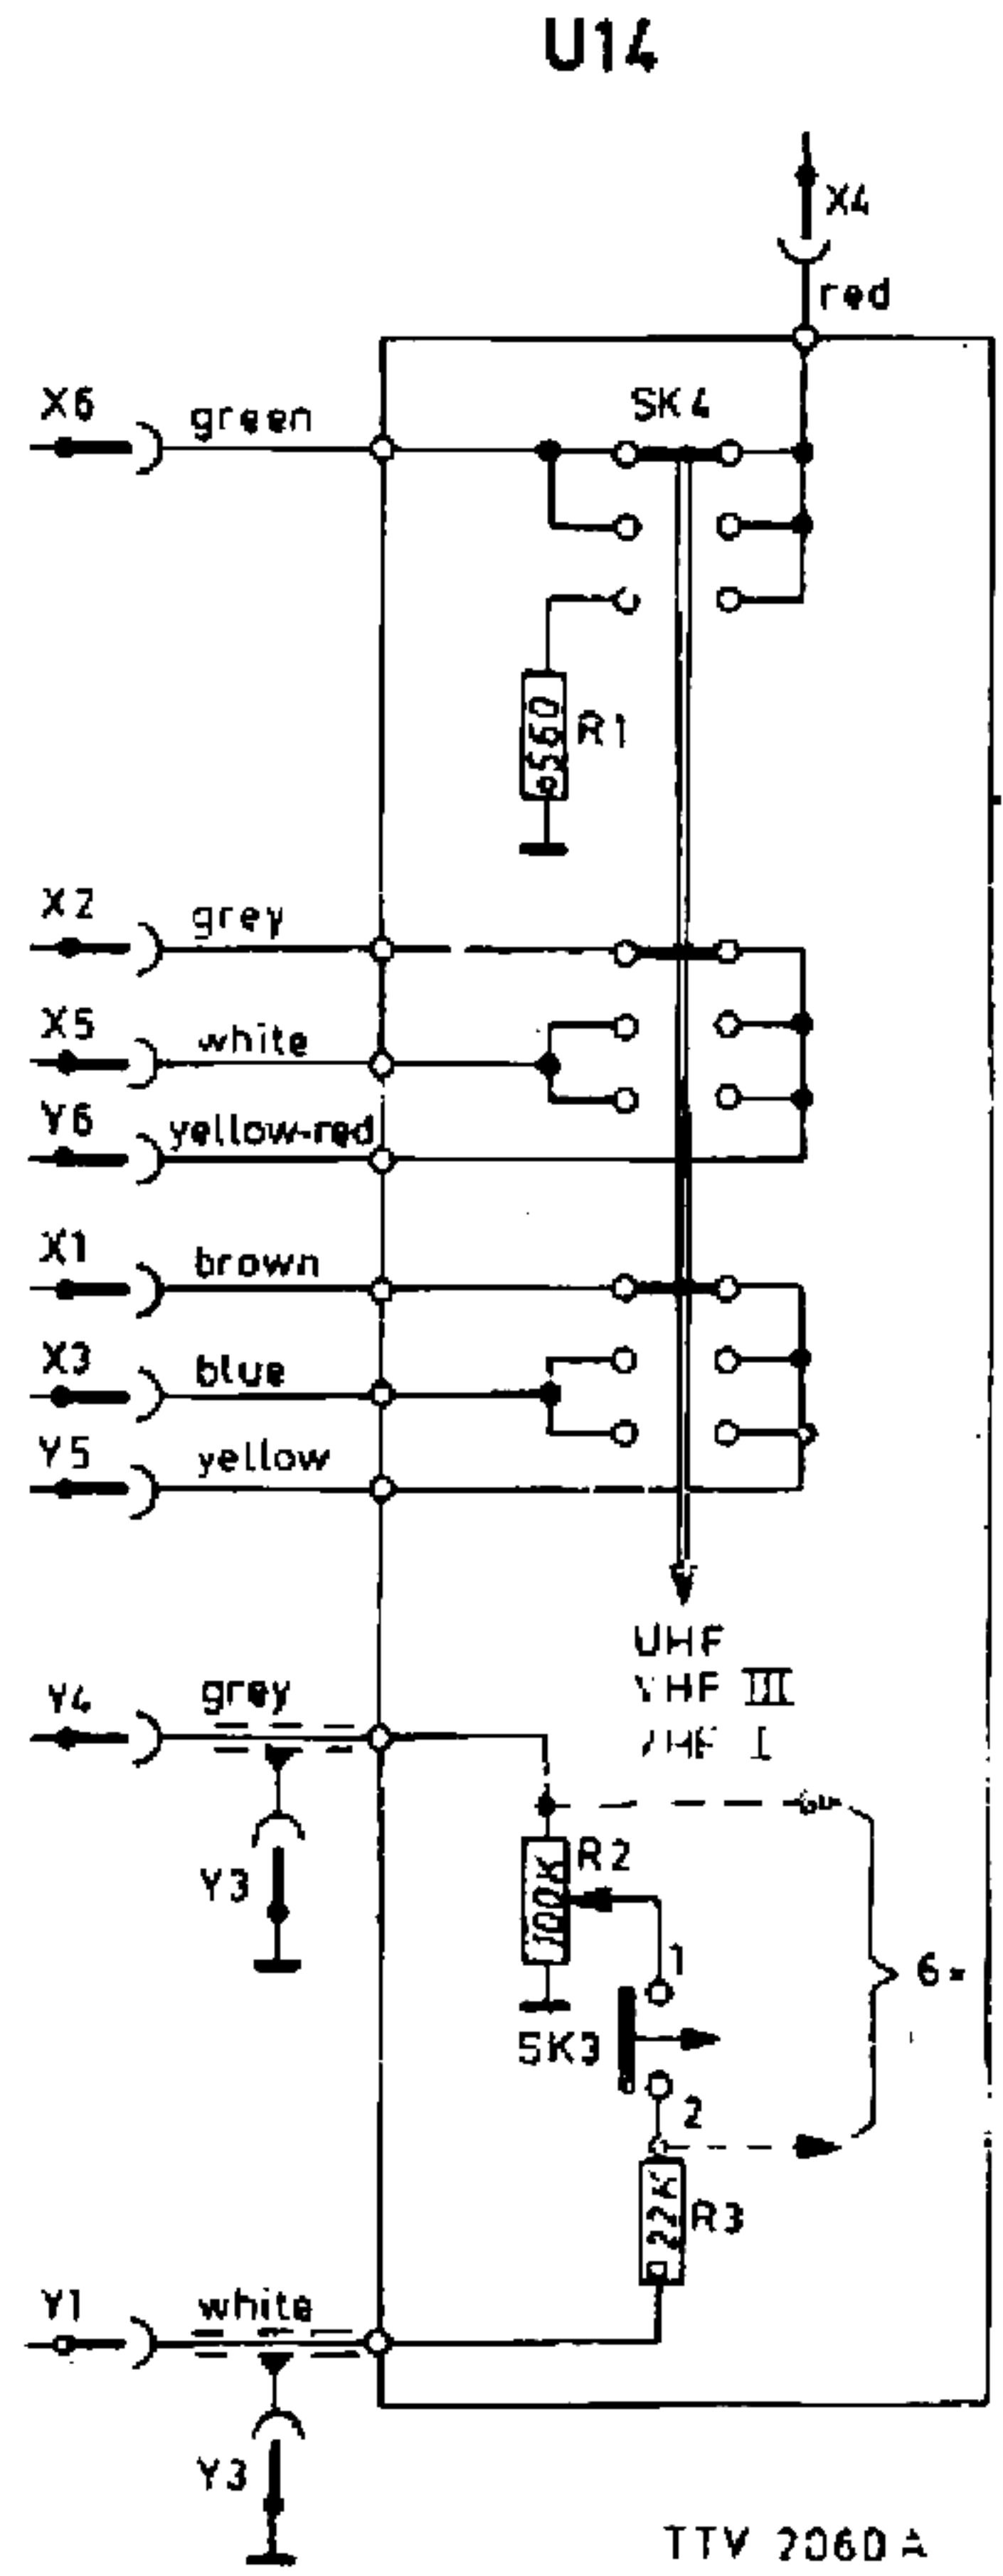 U14
X4
red
X6 green
SK4
560
R1
X2 grey
X5 white
Y6 yellow-red
X1 brown
X3 blue
Y5 yellow
UHF
VHF III
VHF I
Y4 grey
Y3
R2
100K
1
6×
SK3
2
22K
R3
Y1 white
Y3
TTV 2060 A